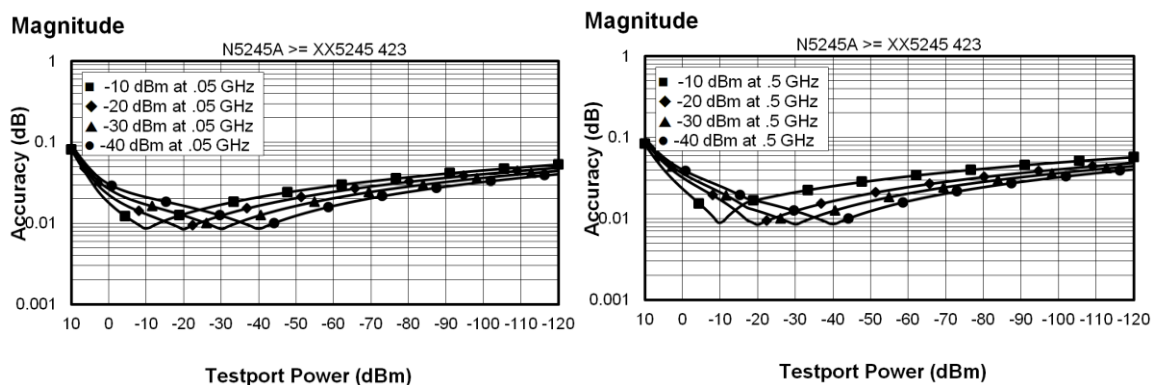 Magnitude
N5245A >= XX5245 423
1
-10 dBm at .05 GHz
-20 dBm at .05 GHz
-30 dBm at .05 GHz
-40 dBm at .05 GHz
0.1
0.01
0.001
Accuracy (dB)
10 0 -10 -20 -30 -40 -50 -60 -70 -80 -90 -100 -110 -120
Testport Power (dBm)
Magnitude
N5245A >= XX5245 423
1
-10 dBm at .5 GHz
-20 dBm at .5 GHz
-30 dBm at .5 GHz
-40 dBm at .5 GHz
0.1
0.01
0.001
Accuracy (dB)
10 0 -10 -20 -30 -40 -50 -60 -70 -80 -90 -100 -110 -120
Testport Power (dBm)